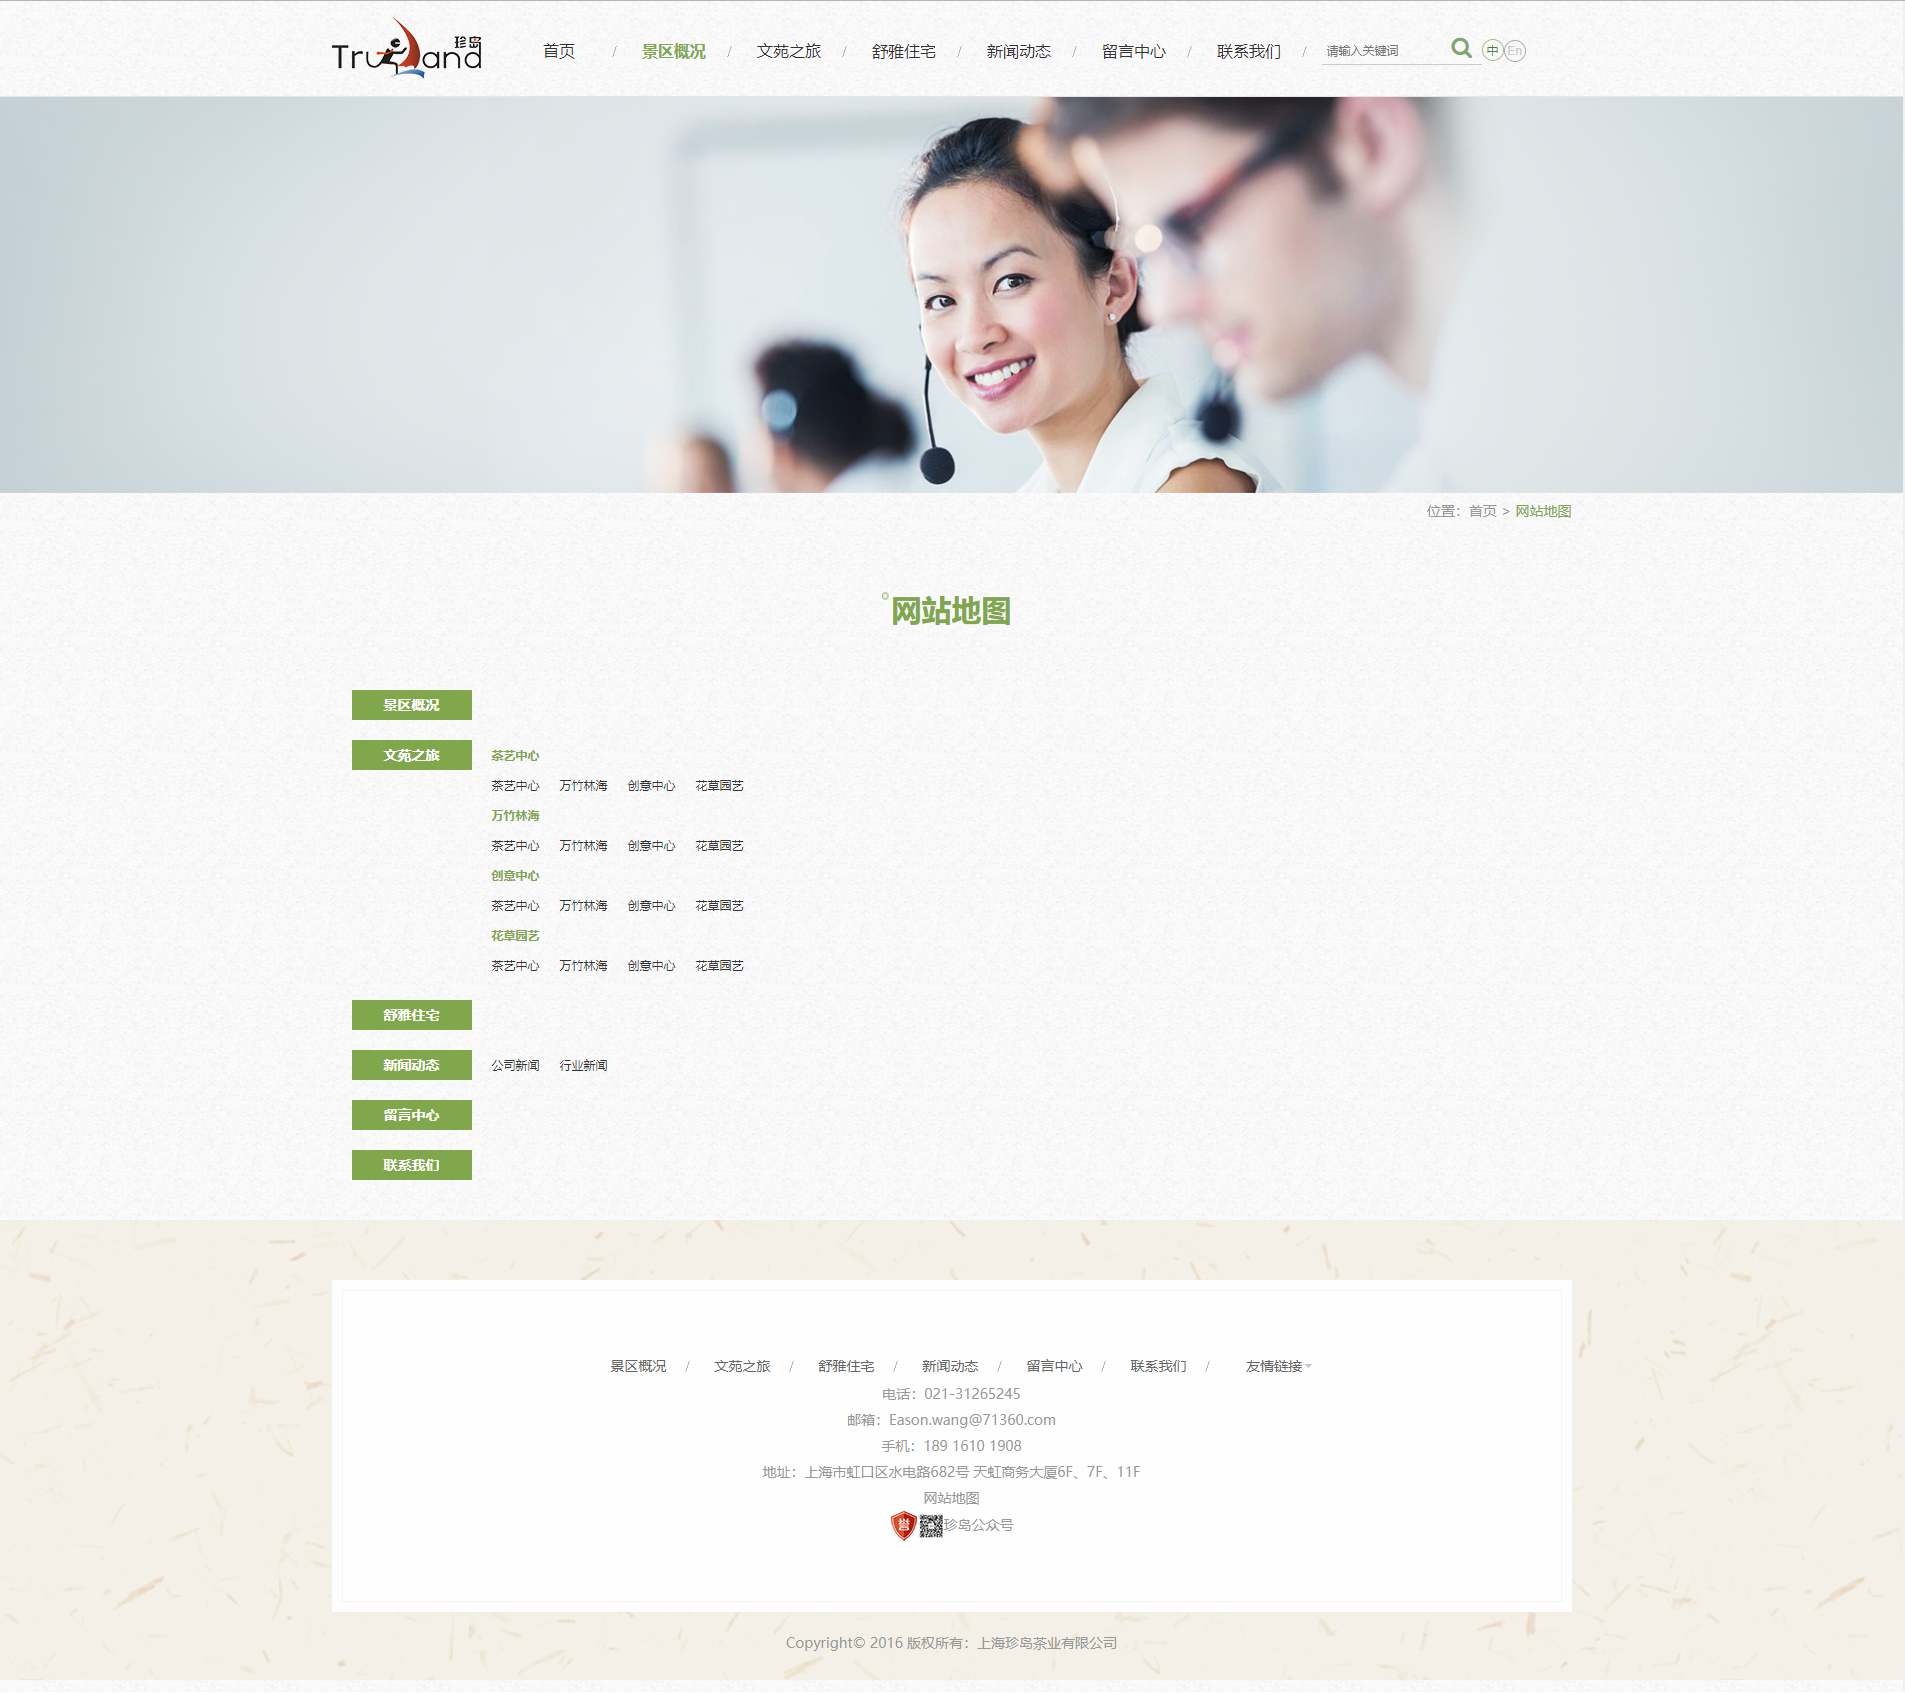 Trueland 珍岛
首页 / 景区概况 / 文苑之旅 / 舒雅住宅 / 新闻动态 / 留言中心 / 联系我们 / 请输入关键词 中 En
位置：首页 > 网站地图
网站地图
景区概况
文苑之旅 茶艺中心
茶艺中心 万竹林海 创意中心 花草园艺
万竹林海
茶艺中心 万竹林海 创意中心 花草园艺
创意中心
茶艺中心 万竹林海 创意中心 花草园艺
花草园艺
茶艺中心 万竹林海 创意中心 花草园艺
舒雅住宅
新闻动态 公司新闻 行业新闻
留言中心
联系我们
景区概况 / 文苑之旅 / 舒雅住宅 / 新闻动态 / 留言中心 / 联系我们 / 友情链接
电话：021-31265245
邮箱：Eason.wang@71360.com
手机：189 1610 1908
地址：上海市虹口区水电路682号 天虹商务大厦6F、7F、11F
网站地图
誉 珍岛公众号
Copyright© 2016 版权所有：上海珍岛茶业有限公司